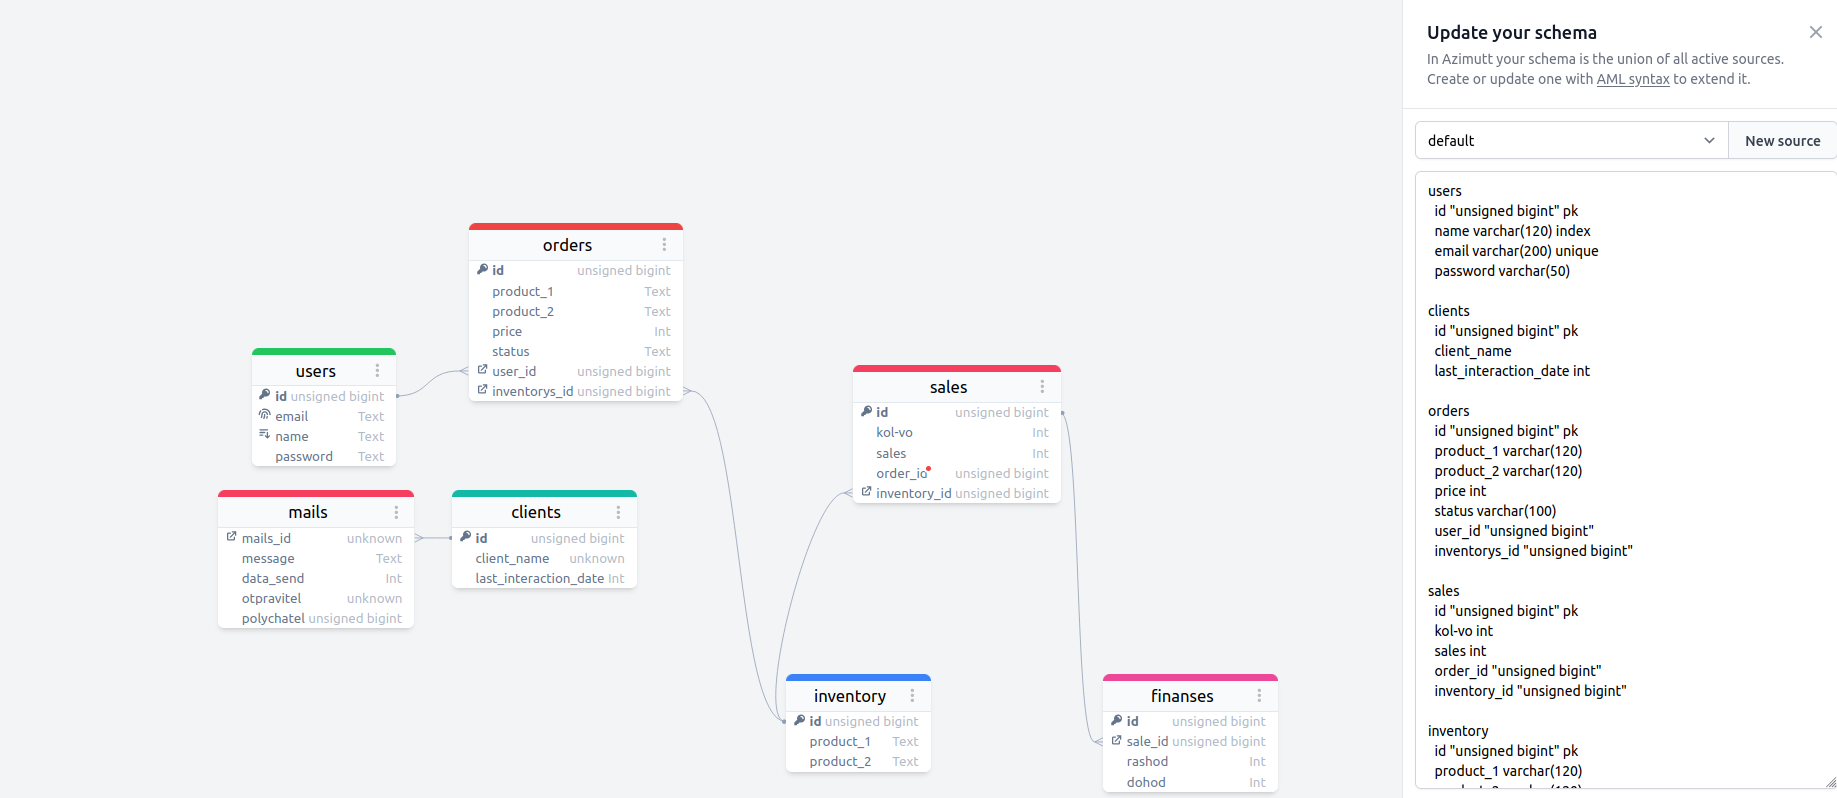 orders
id unsigned bigint
product_1 Text
product_2 Text
price Int
status Text
user_id unsigned bigint
inventorys_id unsigned bigint
users
id unsigned bigint
email Text
name Text
password Text
sales
id unsigned bigint
kol-vo Int
sales Int
order_id unsigned bigint
inventory_id unsigned bigint
mails
mails_id unknown
message Text
data_send Int
otpravitel unknown
polychatel unsigned bigint
clients
id unsigned bigint
client_name unknown
last_interaction_date Int
inventory
id unsigned bigint
product_1 Text
product_2 Text
finanses
id unsigned bigint
sale_id unsigned bigint
rashod Int
dohod Int
Update your schema
In Azimutt your schema is the union of all active sources.
Create or update one with AML syntax to extend it.
default
New source
users
id "unsigned bigint" pk
name varchar(120) index
email varchar(200) unique
password varchar(50)
clients
id "unsigned bigint" pk
client_name
last_interaction_date int
orders
id "unsigned bigint" pk
product_1 varchar(120)
product_2 varchar(120)
price int
status varchar(100)
user_id "unsigned bigint"
inventorys_id "unsigned bigint"
sales
id "unsigned bigint" pk
kol-vo int
sales int
order_id "unsigned bigint"
inventory_id "unsigned bigint"
inventory
id "unsigned bigint" pk
product_1 varchar(120)